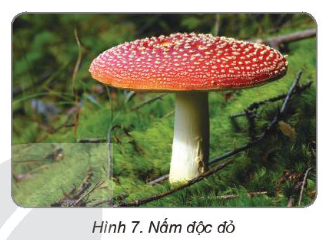 Hình 7. Nấm độc đỏ